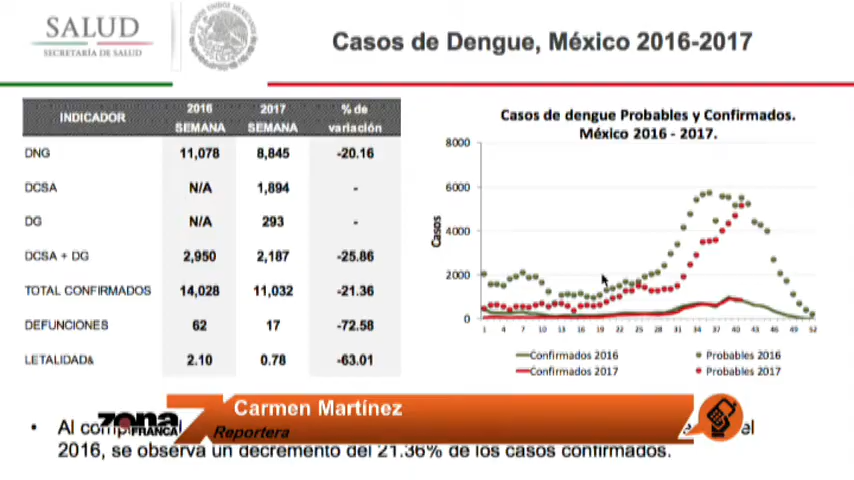 SALUD
SECRETARÍA DE SALUD
Casos de Dengue, México 2016-2017
INDICADOR
2016 SEMANA
2017 SEMANA
% de variación
DNG 11,078 8,845 -20.16
DCSA N/A 1,894 -
DG N/A 293 -
DCSA + DG 2,950 2,187 -25.86
TOTAL CONFIRMADOS 14,028 11,032 -21.36
DEFUNCIONES 62 17 -72.58
LETALIDAD& 2.10 0.78 -63.01
Casos de dengue Probables y Confirmados.
México 2016 - 2017.
Casos
8000
6000
4000
2000
0
1 4 7 10 13 16 19 22 25 28 31 34 37 40 43 46 49 52
Confirmados 2016
Probables 2016
Confirmados 2017
Probables 2017
Carmen Martínez
Reportera
zona
FRANCA
• Al el
2016, se observa un decremento del 21.36% de los casos confirmados.